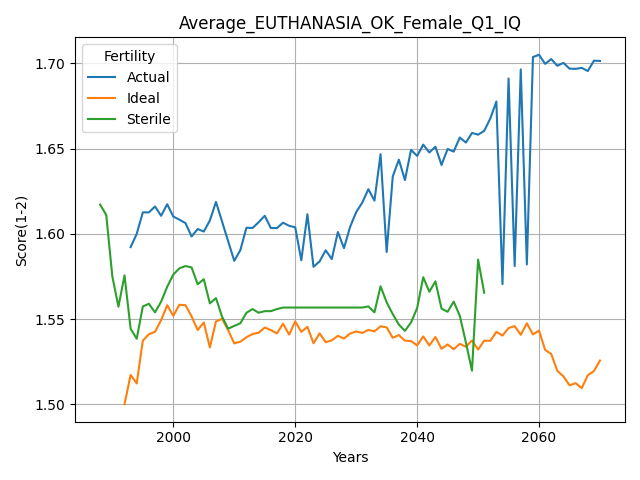 Average_EUTHANASIA_OK_Female_Q1_IQ
Fertility
Actual
Ideal
Sterile
Score(1-2)
1.70
1.65
1.60
1.55
1.50
2000 2020 2040 2060
Years